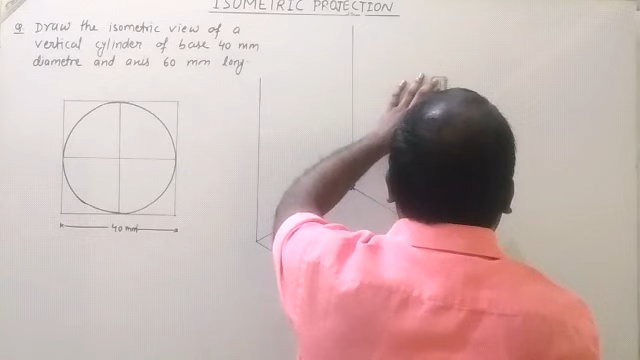 ISOMETRIC PROJECTION
Q Draw the isometric view of a
vertical cylinder of base 40 mm
diametre and axis 60 mm long.
40 mm